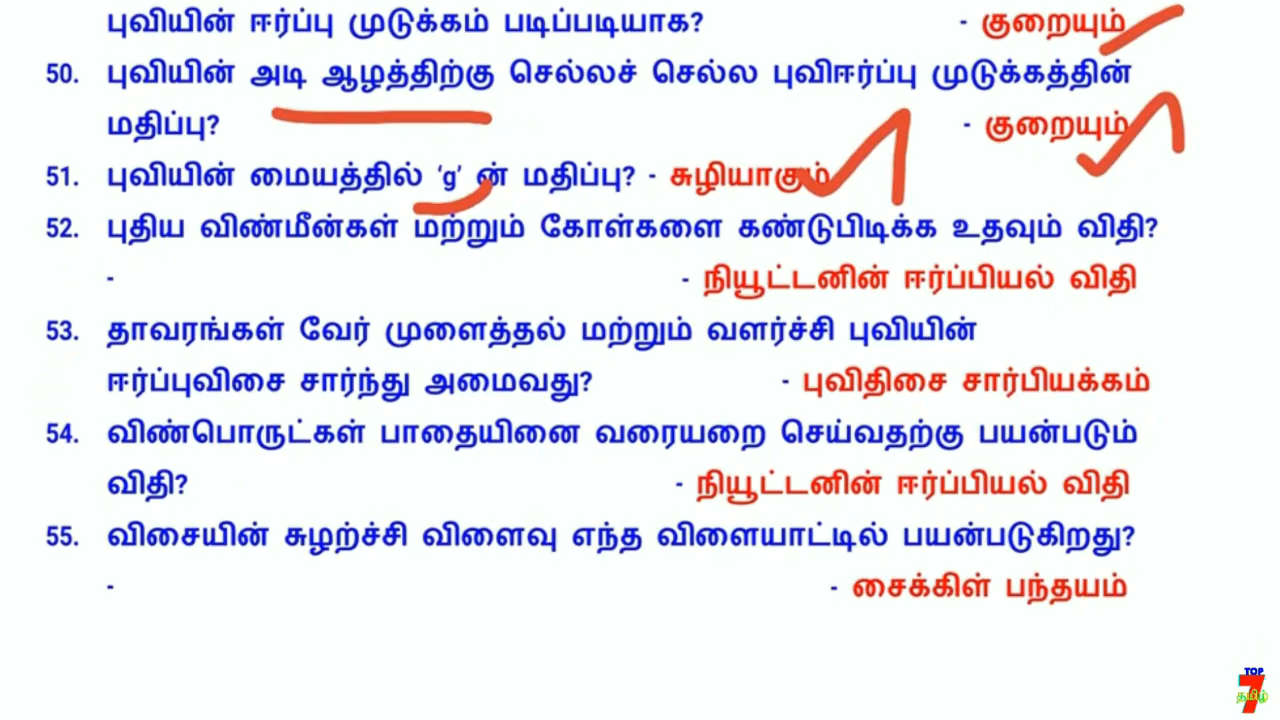 புவியின் ஈர்ப்பு முடுக்கம் படிப்படியாக? - குறையும்
50. புவியின் அடி ஆழத்திற்கு செல்லச் செல்ல புவிஈர்ப்பு முடுக்கத்தின்
மதிப்பு? - குறையும்
51. புவியின் மையத்தில் ‘g’ ன் மதிப்பு? - சுழியாகும்
52. புதிய விண்மீன்கள் மற்றும் கோள்களை கண்டுபிடிக்க உதவும் விதி?
- - நியூட்டனின் ஈர்ப்பியல் விதி
53. தாவரங்கள் வேர் முளைத்தல் மற்றும் வளர்ச்சி புவியின்
ஈர்ப்புவிசை சார்ந்து அமைவது? - புவிதிசை சார்பியக்கம்
54. விண்பொருட்கள் பாதையினை வரையறை செய்வதற்கு பயன்படும்
விதி? - நியூட்டனின் ஈர்ப்பியல் விதி
55. விசையின் சுழற்ச்சி விளைவு எந்த விளையாட்டில் பயன்படுகிறது?
- - சைக்கிள் பந்தயம்
TOP
7
தமிழ்